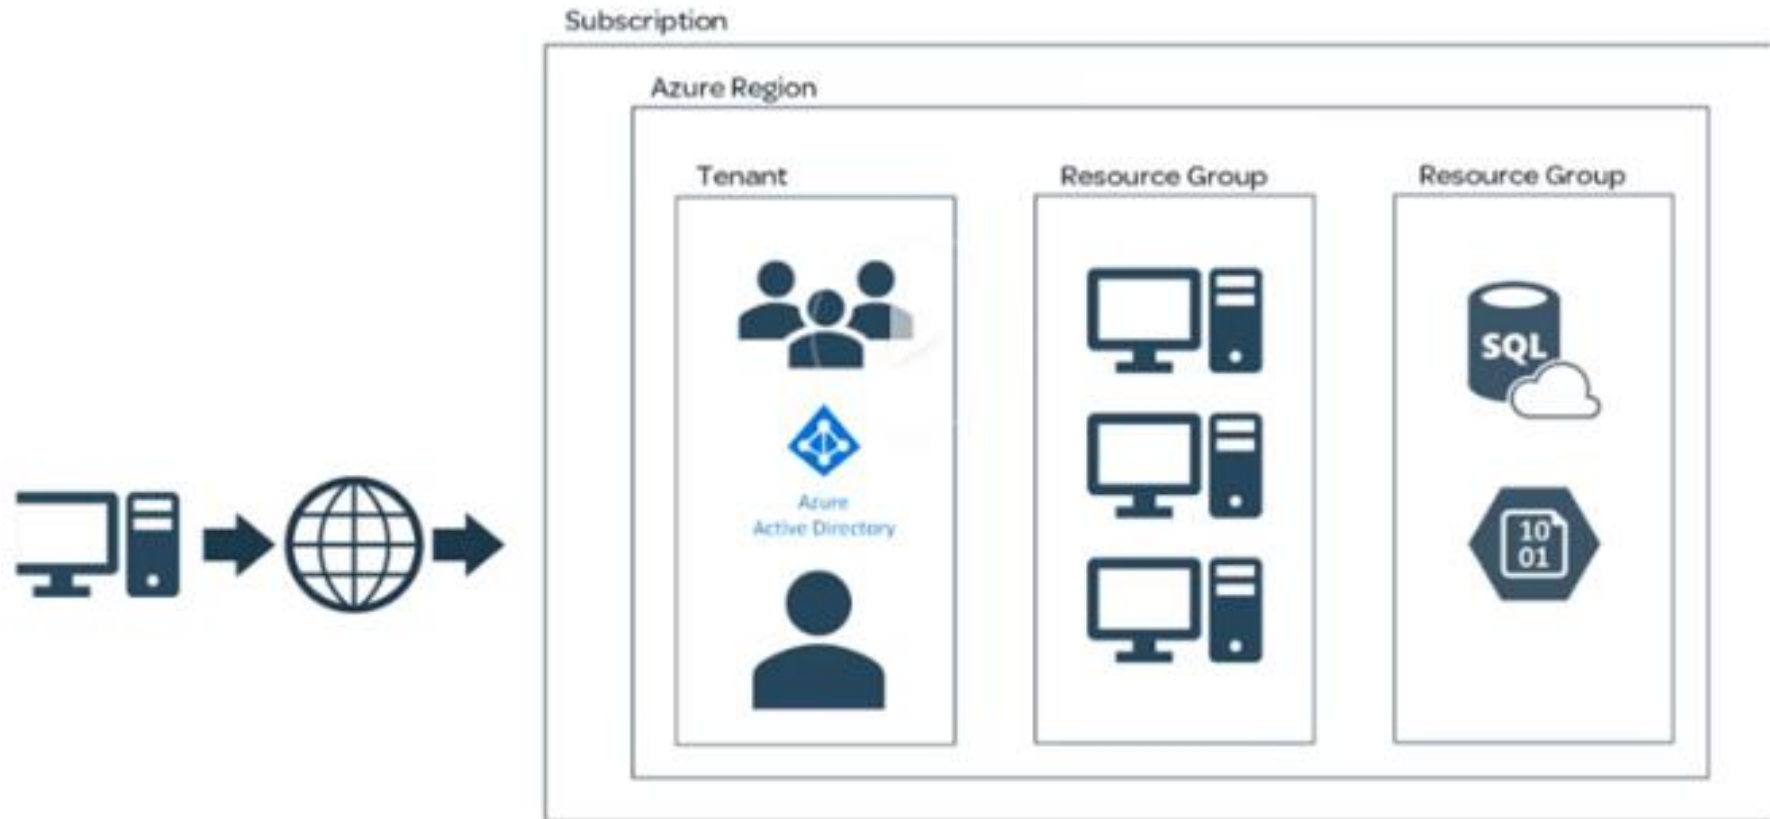 Subscription
Azure Region
Tenant
Resource Group
Resource Group
Azure
Active Directory
SQL
10
01